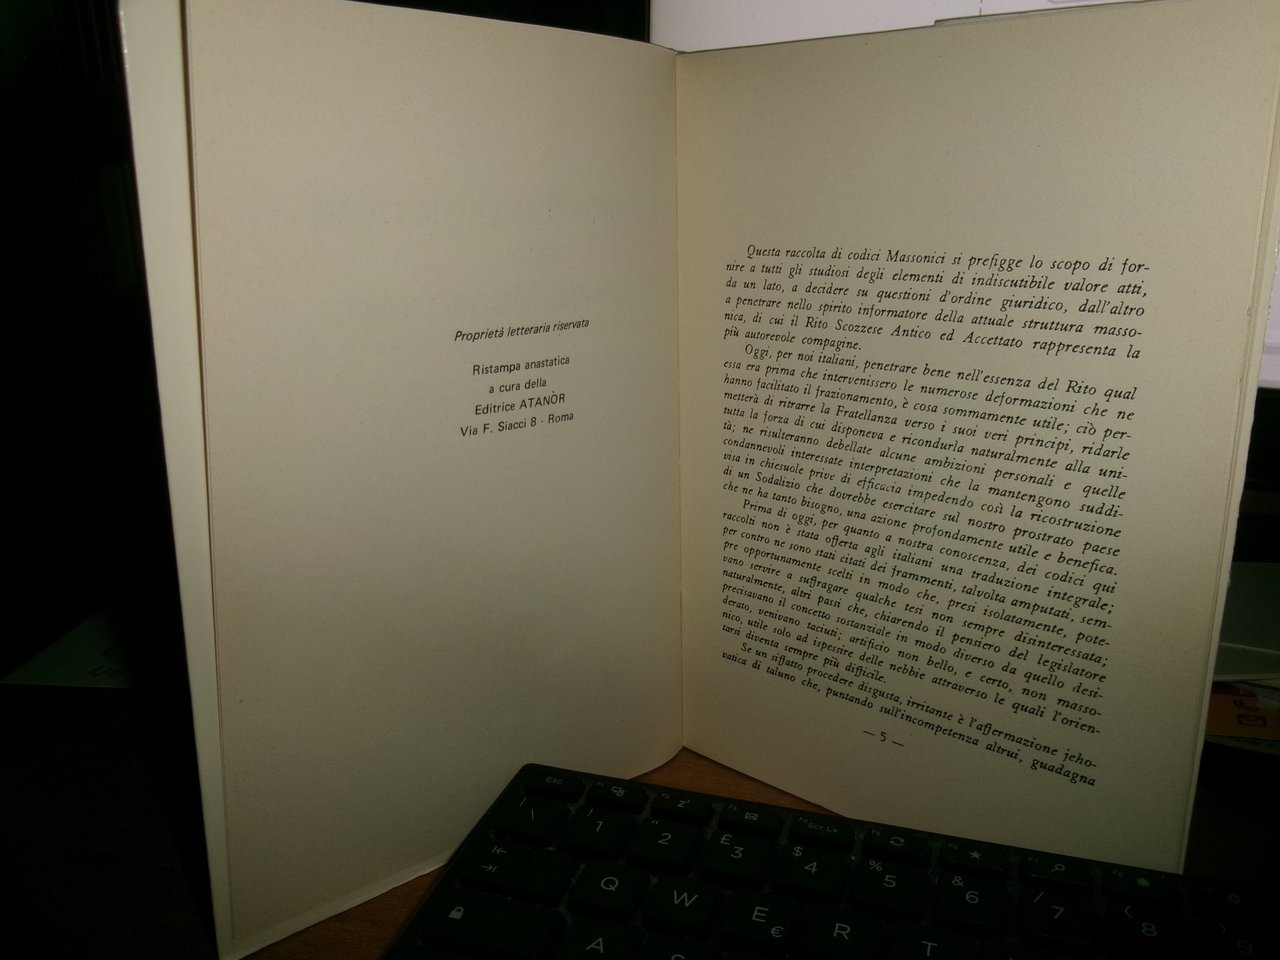 Proprietà letteraria riservata
Ristampa anastatica
a cura della
Editrice ATANÒR
Via F. Siacci 8 - Roma
Questa raccolta di codici Massonici si prefigge lo scopo di for-
nire a tutti gli studiosi degli elementi di indiscutibile valore atti,
da un lato, a decidere su questioni d'ordine giuridico, dall'altro
a penetrare nello spirito informatore della attuale struttura masso-
nica, di cui il Rito Scozzese Antico ed Accettato rappresenta la
più autorevole compagine.
Oggi, per noi italiani, penetrare bene nell'essenza del Rito qual
essa era prima che intervenissero le numerose deformazioni che ne
hanno facilitato il frazionamento, è cosa sommamente utile; ciò per-
metterà di ritrarre la Fratellanza verso i suoi veri principi, ridarle
tutta la forza di cui disponeva e ricondurla naturalmente alla uni-
tà; ne risulteranno debellate alcune ambizioni personali e quelle
condannevoli interessate interpretazioni che la mantengono suddi-
visa in chiesuole prive di efficacia impedendo così la ricostruzione
di un Sodalizio che dovrebbe esercitare sul nostro prostrato paese
che ne ha tanto bisogno, una azione profondamente utile e benefica.
Prima di oggi, per quanto a nostra conoscenza, dei codici qui
raccolti non è stata offerta agli italiani una traduzione integrale;
per contro ne sono stati citati dei frammenti, talvolta amputati, sem-
pre opportunamente scelti in modo che, presi isolatamente, pote-
vano servire a suffragare qualche tesi non sempre disinteressata;
naturalmente, altri passi che, chiarendo il pensiero del legislatore
precisavano il concetto sostanziale in modo diverso da quello desi-
derato, venivano taciuti; artificio non bello, e certo, non masso-
nico, utile solo ad ispessire delle nebbie attraverso le quali l'orien-
tarsi diventa sempre più difficile.
Se un siffatto procedere disgusta, irritante è l'affermazione jeho-
vatica di taluno che, puntando sull'incompetenza altrui, guadagna
— 5 —
Esc
Scr Lk
\ ! 1 " 2 £ 3 $ 4 % 5 & 6 / 7 ( 8 9
Q W E € R T
A S